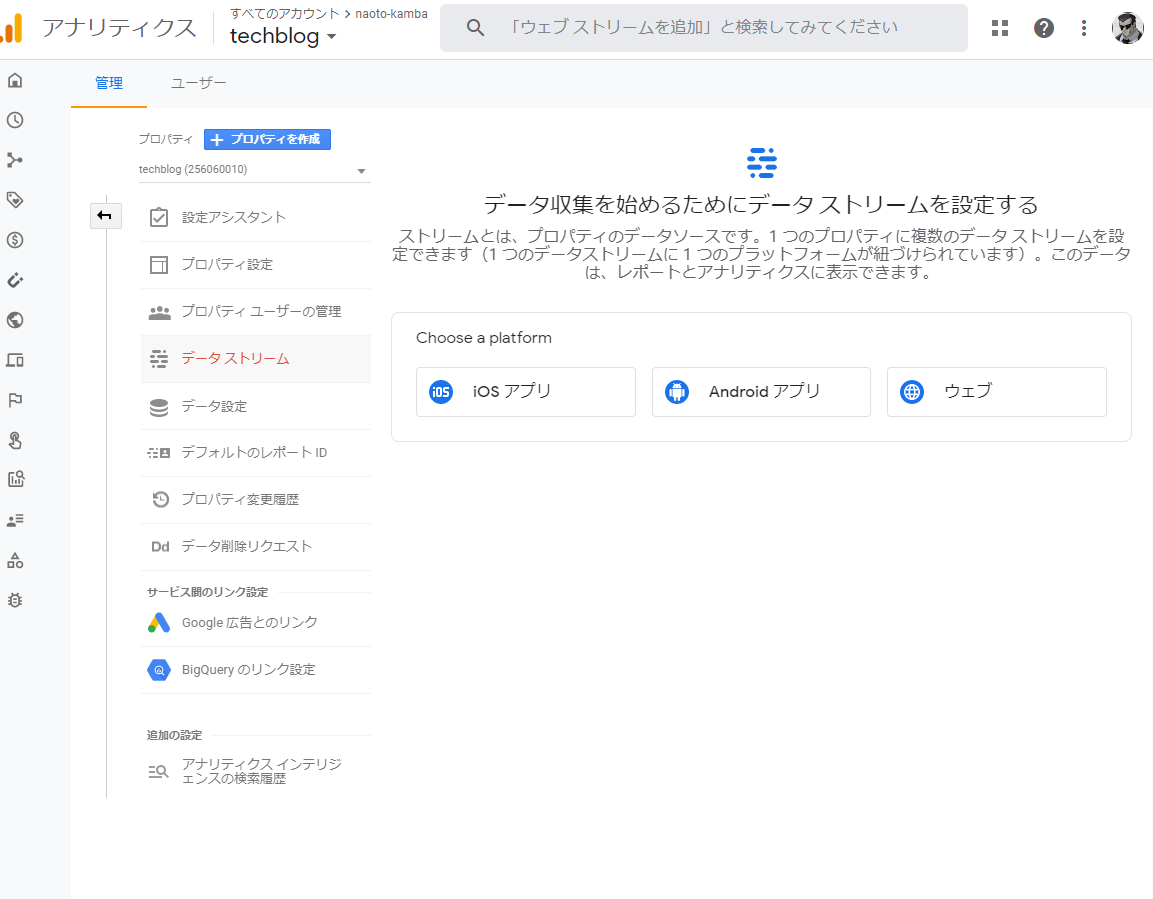 アナリティクス
すべてのアカウント > naoto-kamba
techblog
「ウェブ ストリームを追加」と検索してみてください
管理
ユーザー
プロパティ
+ プロパティを作成
techblog (256060010)
設定アシスタント
プロパティ設定
プロパティ ユーザーの管理
データ ストリーム
データ設定
デフォルトのレポート ID
プロパティ変更履歴
Dd データ削除リクエスト
サービス間のリンク設定
Google 広告とのリンク
BigQuery のリンク設定
追加の設定
アナリティクス インテリジ
ェンスの検索履歴
データ収集を始めるためにデータ ストリームを設定する
ストリームとは、プロパティのデータソースです。1 つのプロパティに複数のデータ ストリームを設
定できます（1 つのデータストリームに 1 つのプラットフォームが紐づけられています）。このデータ
は、レポートとアナリティクスに表示できます。
Choose a platform
iOS iOS アプリ
Android アプリ
ウェブ